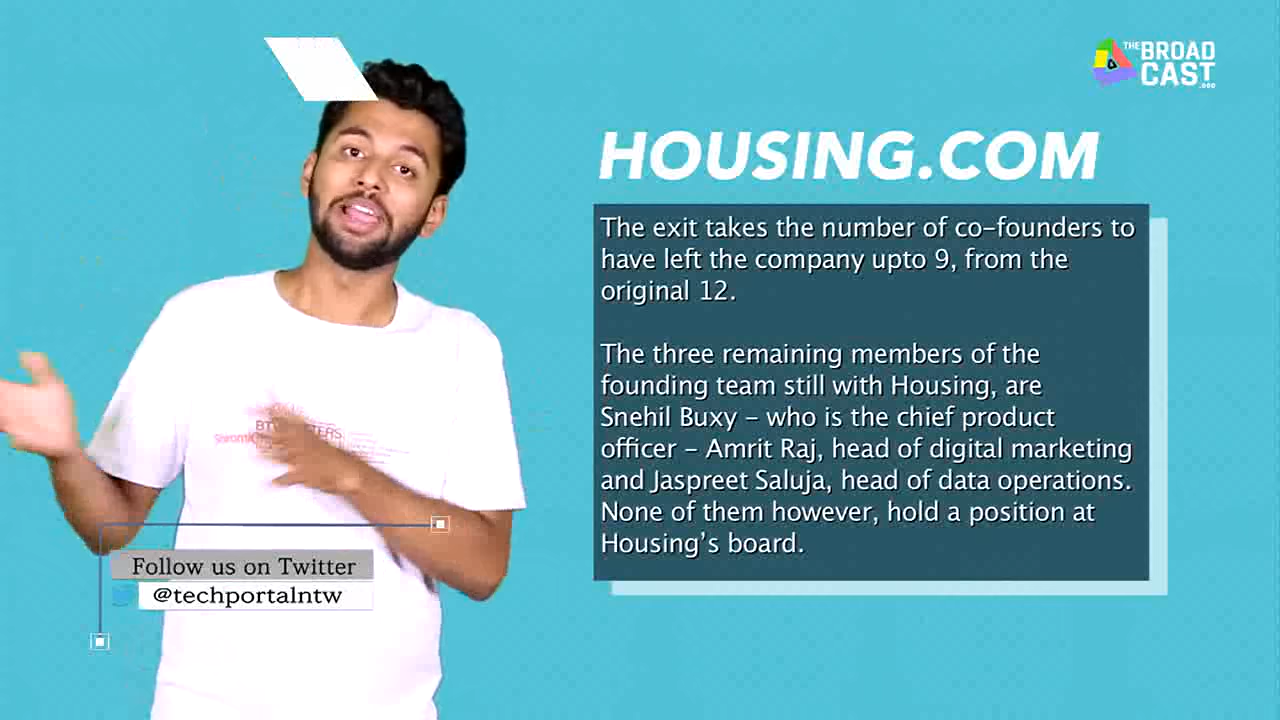 THE
BROAD
CAST
HOUSING.COM
The exit takes the number of co-founders to
have left the company upto 9, from the
original 12.
The three remaining members of the
founding team still with Housing, are
Snehil Buxy – who is the chief product
officer – Amrit Raj, head of digital marketing
and Jaspreet Saluja, head of data operations.
None of them however, hold a position at
Housing's board.
Follow us on Twitter
@techportalntw